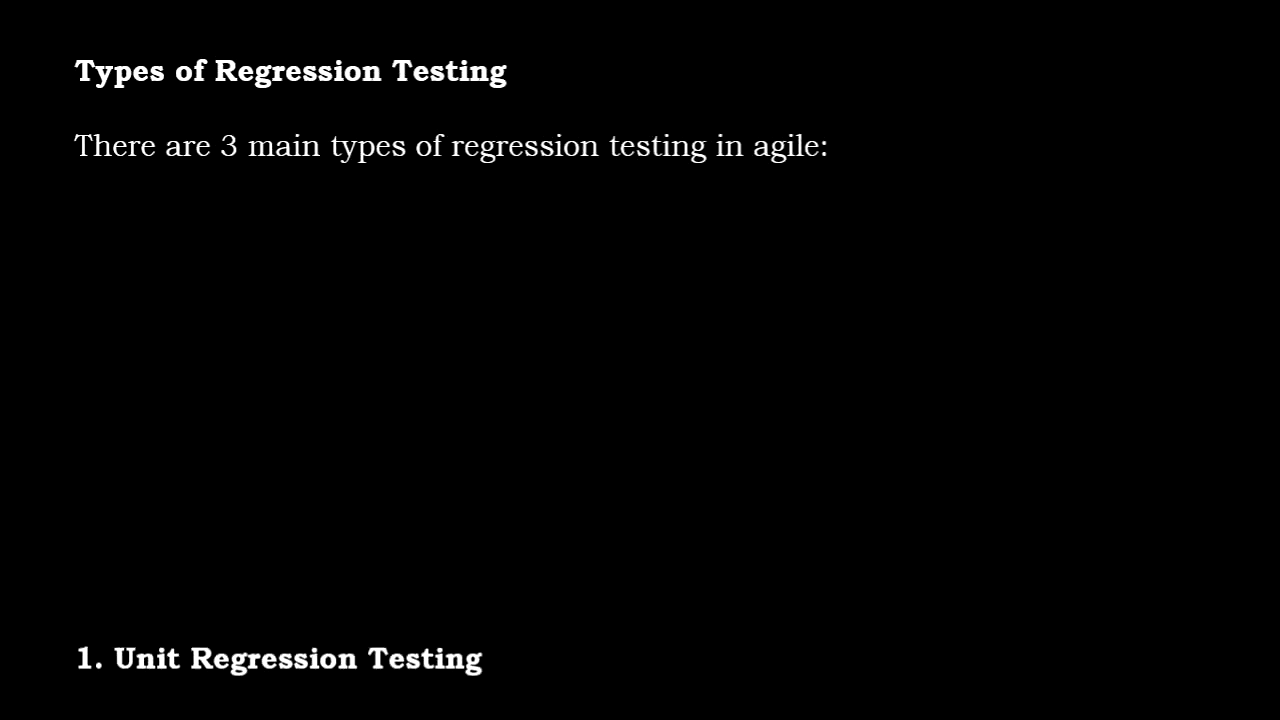 Types of Regression Testing
There are 3 main types of regression testing in agile:
1. Unit Regression Testing